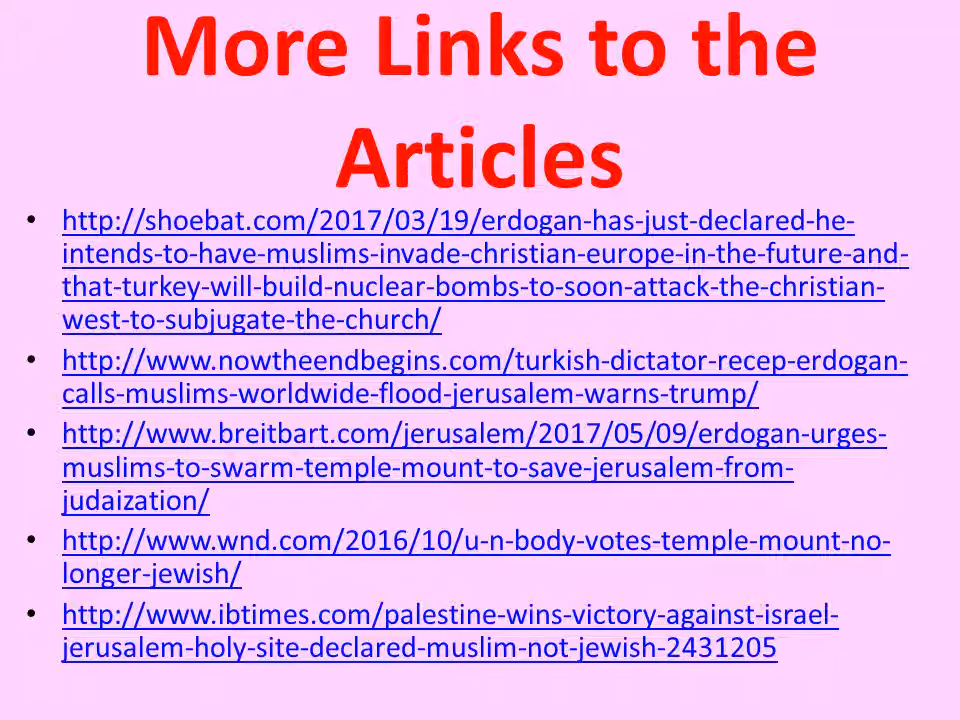 More Links to the
Articles
• http://shoebat.com/2017/03/19/erdogan-has-just-declared-he-
intends-to-have-muslims-invade-christian-europe-in-the-future-and-
that-turkey-will-build-nuclear-bombs-to-soon-attack-the-christian-
west-to-subjugate-the-church/
• http://www.nowtheendbegins.com/turkish-dictator-recep-erdogan-
calls-muslims-worldwide-flood-jerusalem-warns-trump/
• http://www.breitbart.com/jerusalem/2017/05/09/erdogan-urges-
muslims-to-swarm-temple-mount-to-save-jerusalem-from-
judaization/
• http://www.wnd.com/2016/10/u-n-body-votes-temple-mount-no-
longer-jewish/
• http://www.ibtimes.com/palestine-wins-victory-against-israel-
jerusalem-holy-site-declared-muslim-not-jewish-2431205